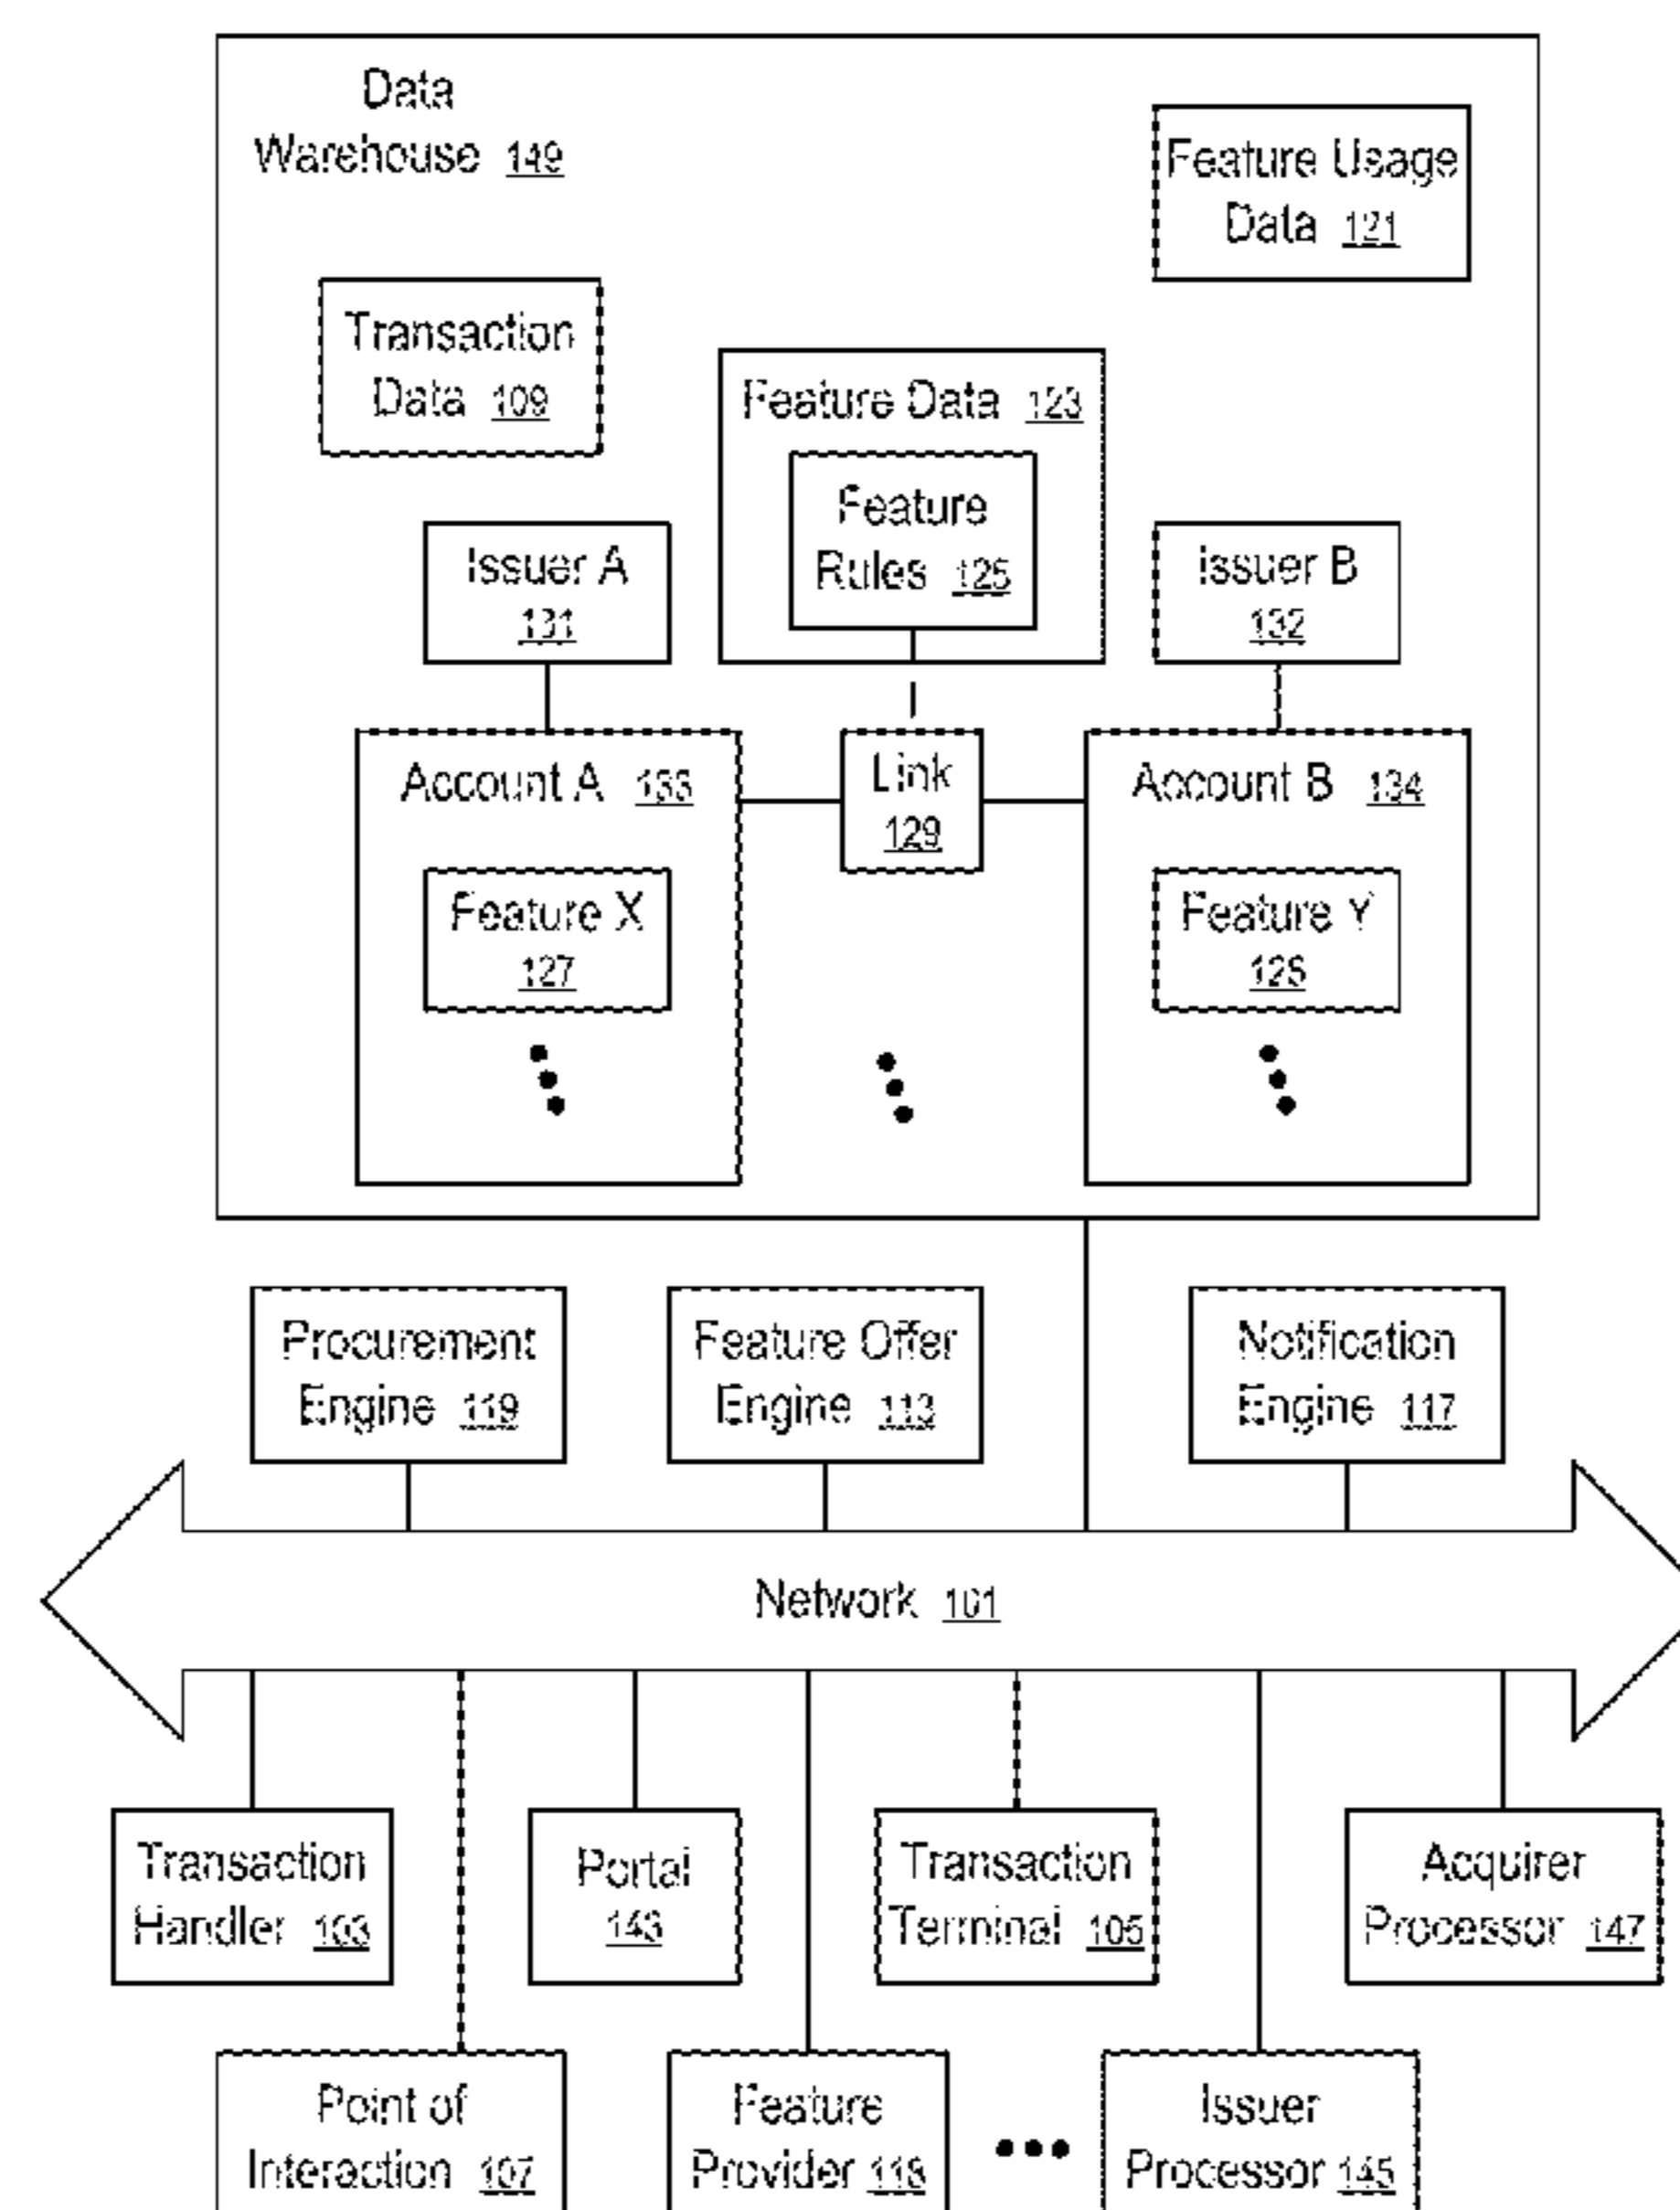 Data
Warehouse 149
Feature Usage
Data 121
Transaction
Data 109
Feature Data 123
Feature
Rules 125
Issuer A
131
Issuer B
132
Account A 133
Link
129
Account B 134
Feature X
127
Feature Y
128
Procurement
Engine 119
Feature Offer
Engine 113
Notification
Engine 117
Network 101
Transaction
Handler 103
Portal
143
Transaction
Terminal 105
Acquirer
Processor 147
Point of
Interaction 107
Feature
Provider
Issuer
Processor 145